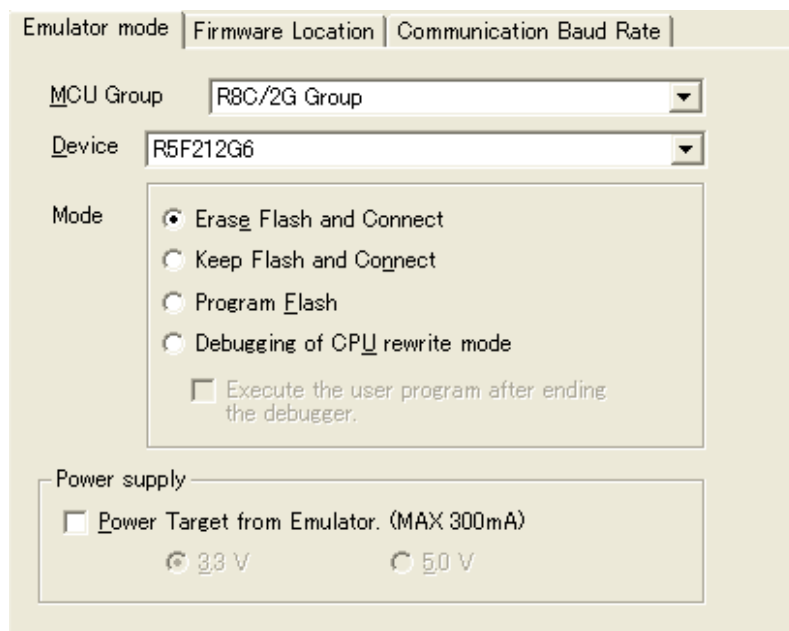 Emulator mode
Firmware Location
Communication Baud Rate
MCU Group
R8C/2G Group
Device
R5F212G6
Mode
Erase Flash and Connect
Keep Flash and Connect
Program Flash
Debugging of CPU rewrite mode
Execute the user program after ending
the debugger.
Power supply
Power Target from Emulator. (MAX 300mA)
3.3 V
5.0 V